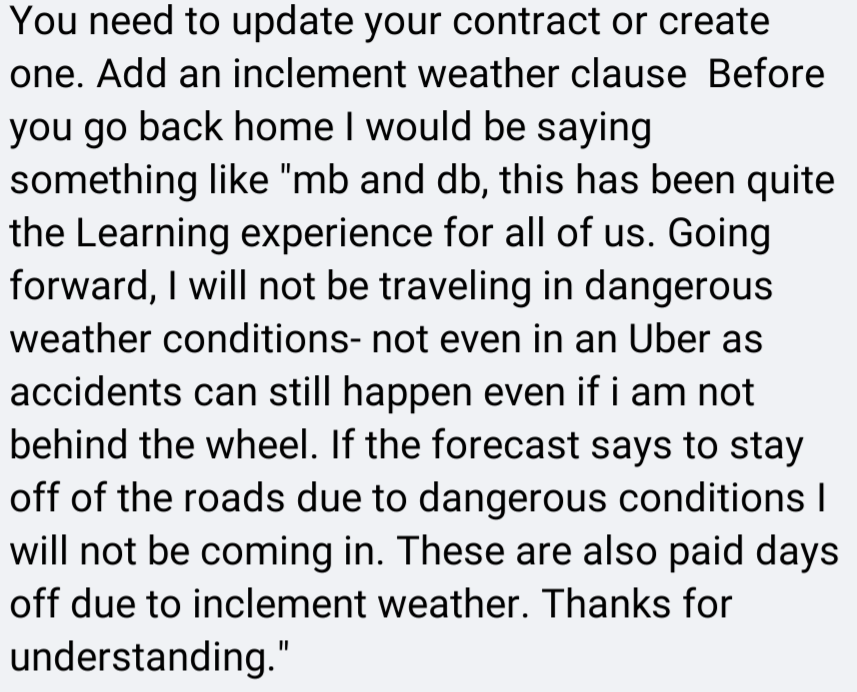 You need to update your contract or create
one. Add an inclement weather clause  Before
you go back home I would be saying
something like "mb and db, this has been quite
the Learning experience for all of us. Going
forward, I will not be traveling in dangerous
weather conditions- not even in an Uber as
accidents can still happen even if i am not
behind the wheel. If the forecast says to stay
off of the roads due to dangerous conditions I
will not be coming in. These are also paid days
off due to inclement weather. Thanks for
understanding."